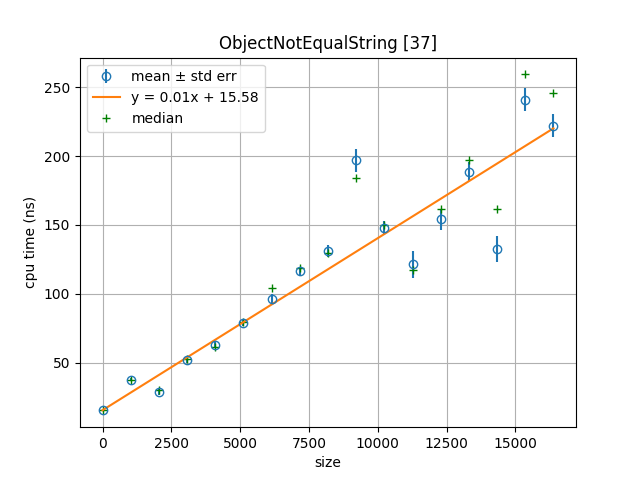 ObjectNotEqualString [37]
mean ± std err
y = 0.01x + 15.58
median
cpu time (ns)
250
200
150
100
50
0 2500 5000 7500 10000 12500 15000
size